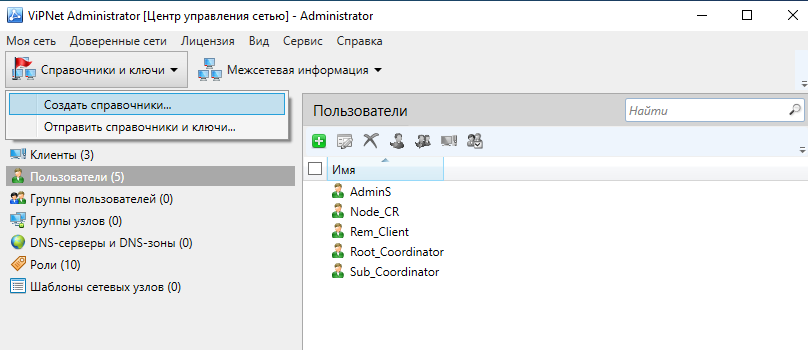 ViPNet Administrator [Центр управления сетью] - Administrator
Моя сеть Доверенные сети Лицензия Вид Сервис Справка
Справочники и ключи Межсетевая информация
Создать справочники...
Отправить справочники и ключи...
Клиенты (3)
Пользователи (5)
Группы пользователей (0)
Группы узлов (0)
DNS-серверы и DNS-зоны (0)
Роли (10)
Шаблоны сетевых узлов (0)
Пользователи
Найти
Имя
AdminS
Node_CR
Rem_Client
Root_Coordinator
Sub_Coordinator